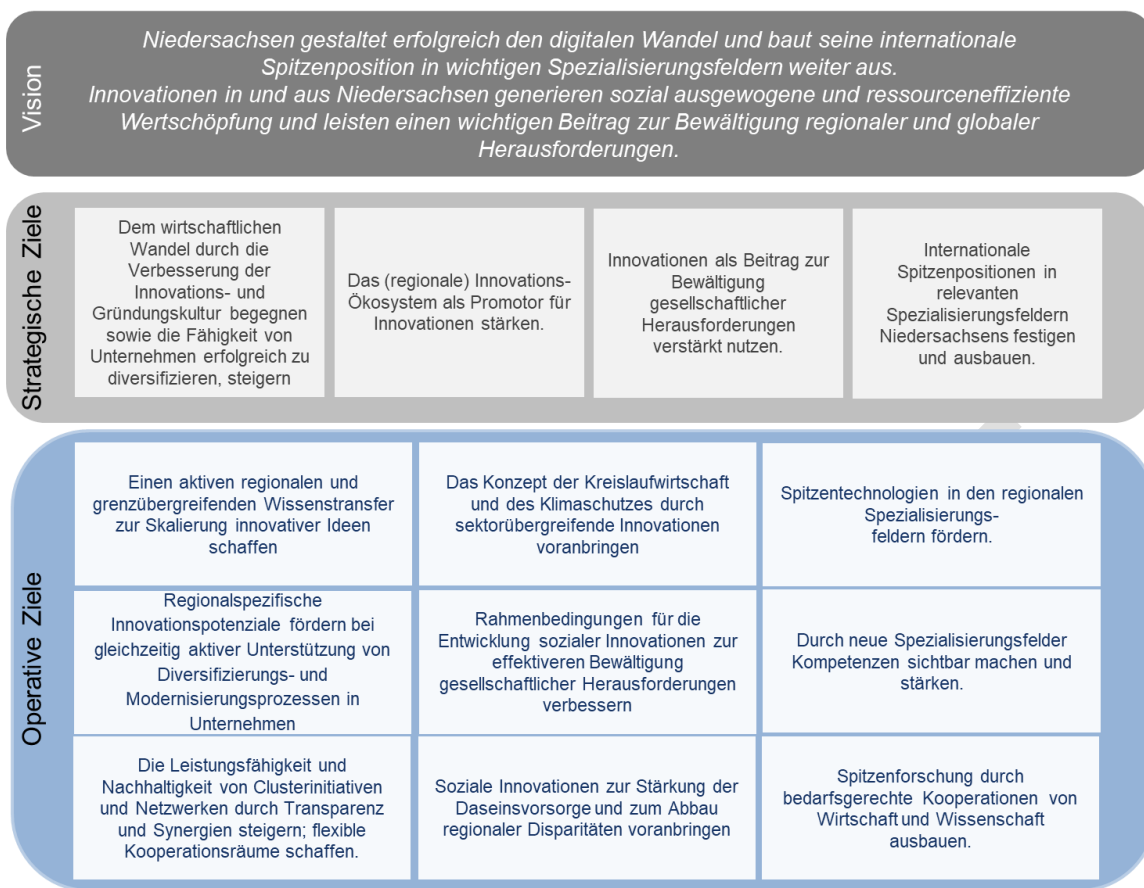 Vision
Niedersachsen gestaltet erfolgreich den digitalen Wandel und baut seine internationale
Spitzenposition in wichtigen Spezialisierungsfeldern weiter aus.
Innovationen in und aus Niedersachsen generieren sozial ausgewogene und ressourceneffiziente
Wertschöpfung und leisten einen wichtigen Beitrag zur Bewältigung regionaler und globaler
Herausforderungen.
Strategische Ziele
Dem wirtschaftlichen
Wandel durch die
Verbesserung der
Innovations- und
Gründungskultur begegnen
sowie die Fähigkeit von
Unternehmen erfolgreich zu
diversifizieren, steigern
Das (regionale) Innovations-
Ökosystem als Promotor für
Innovationen stärken.
Innovationen als Beitrag zur
Bewältigung
gesellschaftlicher
Herausforderungen
verstärkt nutzen.
Internationale
Spitzenpositionen in
relevanten
Spezialisierungsfeldern
Niedersachsens festigen
und ausbauen.
Operative Ziele
Einen aktiven regionalen und
grenzübergreifenden Wissenstransfer
zur Skalierung innovativer Ideen
schaffen
Das Konzept der Kreislaufwirtschaft
und des Klimaschutzes durch
sektorübergreifende Innovationen
voranbringen
Spitzentechnologien in den regionalen
Spezialisierungs-
feldern fördern.
Regionalspezifische
Innovationspotenziale fördern bei
gleichzeitig aktiver Unterstützung von
Diversifizierungs- und
Modernisierungsprozessen in
Unternehmen
Rahmenbedingungen für die
Entwicklung sozialer Innovationen zur
effektiveren Bewältigung
gesellschaftlicher Herausforderungen
verbessern
Durch neue Spezialisierungsfelder
Kompetenzen sichtbar machen und
stärken.
Die Leistungsfähigkeit und
Nachhaltigkeit von Clusterinitiativen
und Netzwerken durch Transparenz
und Synergien steigern; flexible
Kooperationsräume schaffen.
Soziale Innovationen zur Stärkung der
Daseinsvorsorge und zum Abbau
regionaler Disparitäten voranbringen
Spitzenforschung durch
bedarfsgerechte Kooperationen von
Wirtschaft und Wissenschaft
ausbauen.